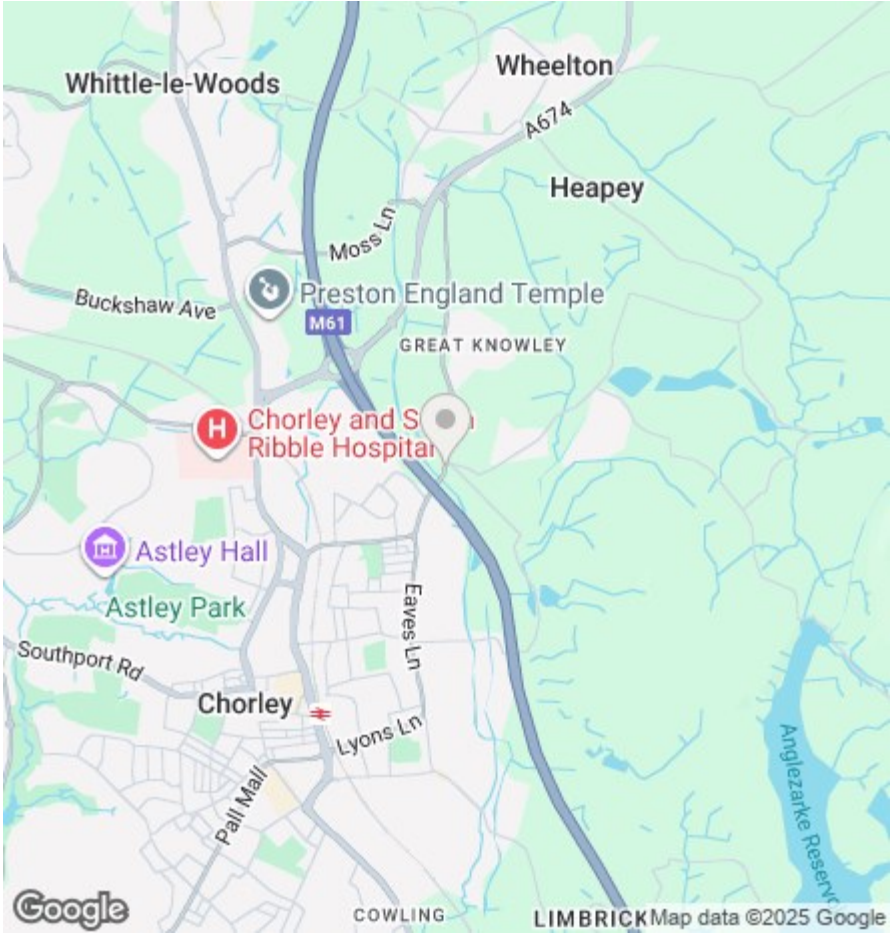 Whittle-le-Woods
Wheelton
A674
Heapey
Moss Ln
Buckshaw Ave
Preston England Temple
M61
GREAT KNOWLEY
H
Chorley and S
Ribble Hospital
Astley Hall
Astley Park
Eaves Ln
Southport Rd
Chorley
Lyons Ln
Pall Mall
Anglezarke
Google
COWLING
LIMBRICK
Map data ©2025 Google